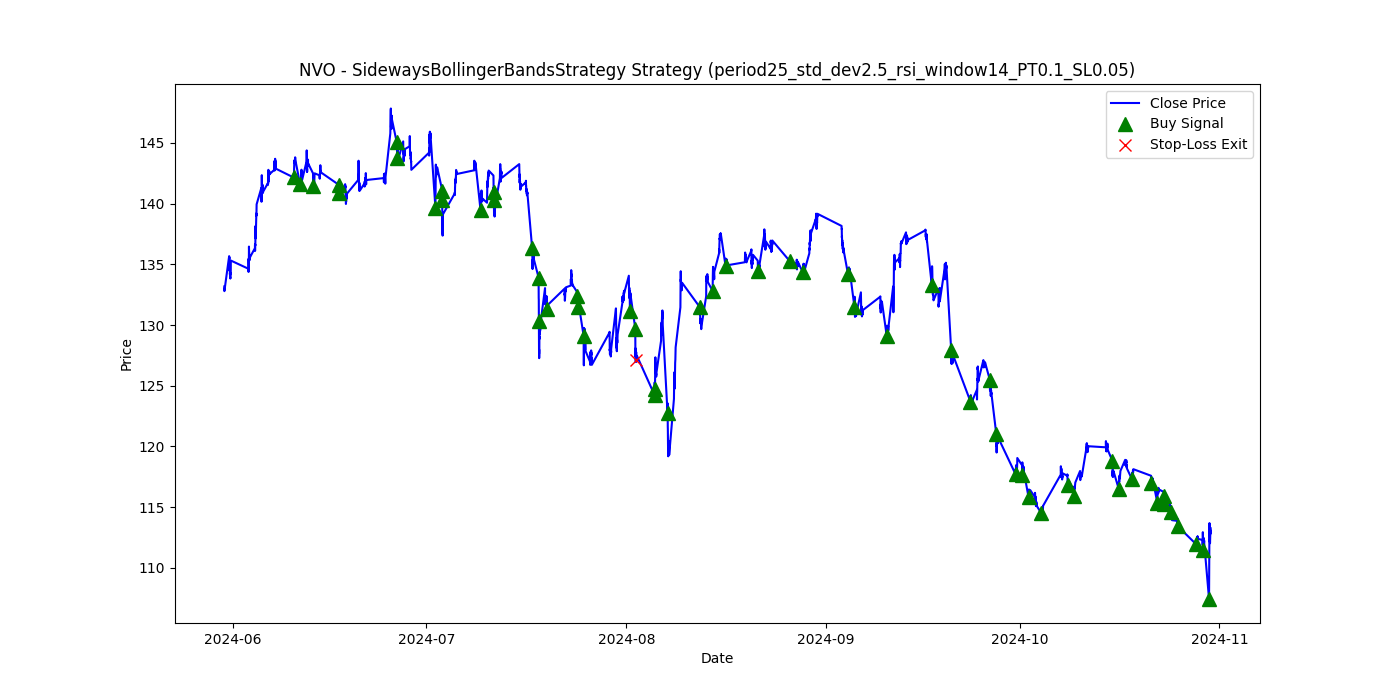 NVO - SidewaysBollingerBandsStrategy Strategy (period25_std_dev2.5_rsi_window14_PT0.1_SL0.05)
Close Price
Buy Signal
Stop-Loss Exit
145
140
135
130
125
120
115
110
Price
2024-06
2024-07
2024-08
2024-09
2024-10
2024-11
Date